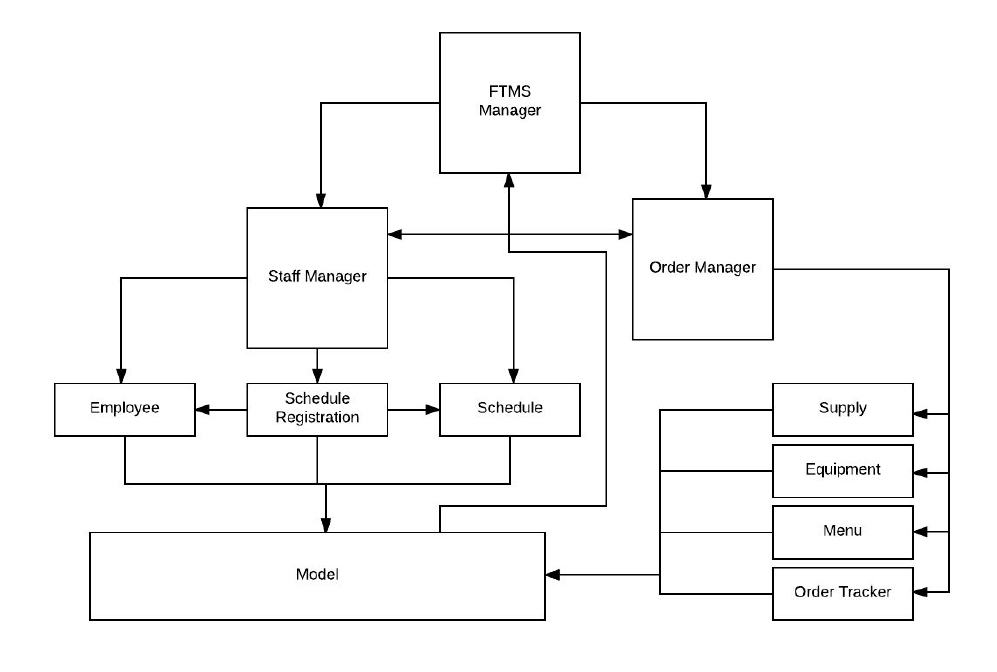 FTMS
Manager
Staff Manager
Order Manager
Employee
Schedule
Registration
Schedule
Supply
Equipment
Menu
Order Tracker
Model